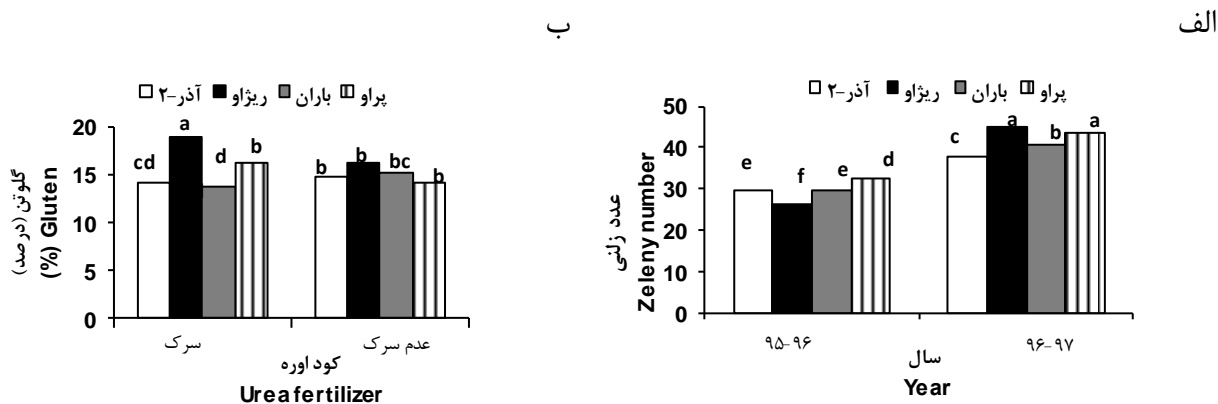 الف
ب
آذر-۲ ریژاو باران پراو
گلوتن (درصد)
(%) Gluten
20
15
10
5
0
cd a d b
b b bc b
سرک عدم سرک
کود اوره
Urea fertilizer
آذر-۲ ریژاو باران پراو
عدد زلنی
Zeleny number
50
40
30
20
10
0
e f e d
c a b a
۹۵-۹۶ ۹۶-۹۷
سال
Year